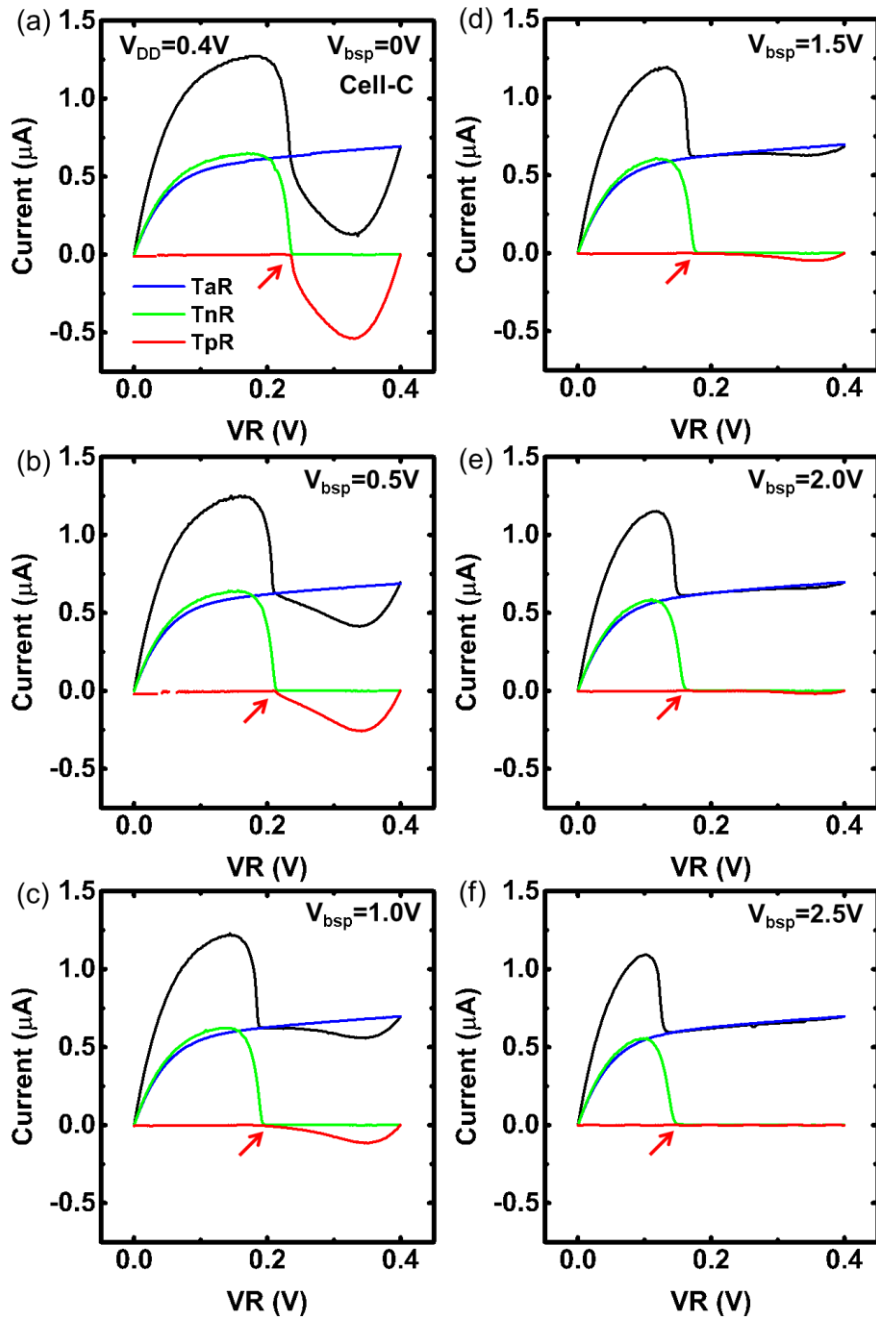 (a)
V_DD=0.4V
V_bsp=0V
Cell-C
1.5
1.0
0.5
0.0
-0.5
Current (μA)
TaR
TnR
TpR
0.0 0.2 0.4
VR (V)
(b)
V_bsp=0.5V
1.5
1.0
0.5
0.0
-0.5
Current (μA)
0.0 0.2 0.4
VR (V)
(c)
V_bsp=1.0V
1.5
1.0
0.5
0.0
-0.5
Current (μA)
0.0 0.2 0.4
VR (V)
(d)
V_bsp=1.5V
1.5
1.0
0.5
0.0
-0.5
Current (μA)
0.0 0.2 0.4
VR (V)
(e)
V_bsp=2.0V
1.5
1.0
0.5
0.0
-0.5
Current (μA)
0.0 0.2 0.4
VR (V)
(f)
V_bsp=2.5V
1.5
1.0
0.5
0.0
-0.5
Current (μA)
0.0 0.2 0.4
VR (V)